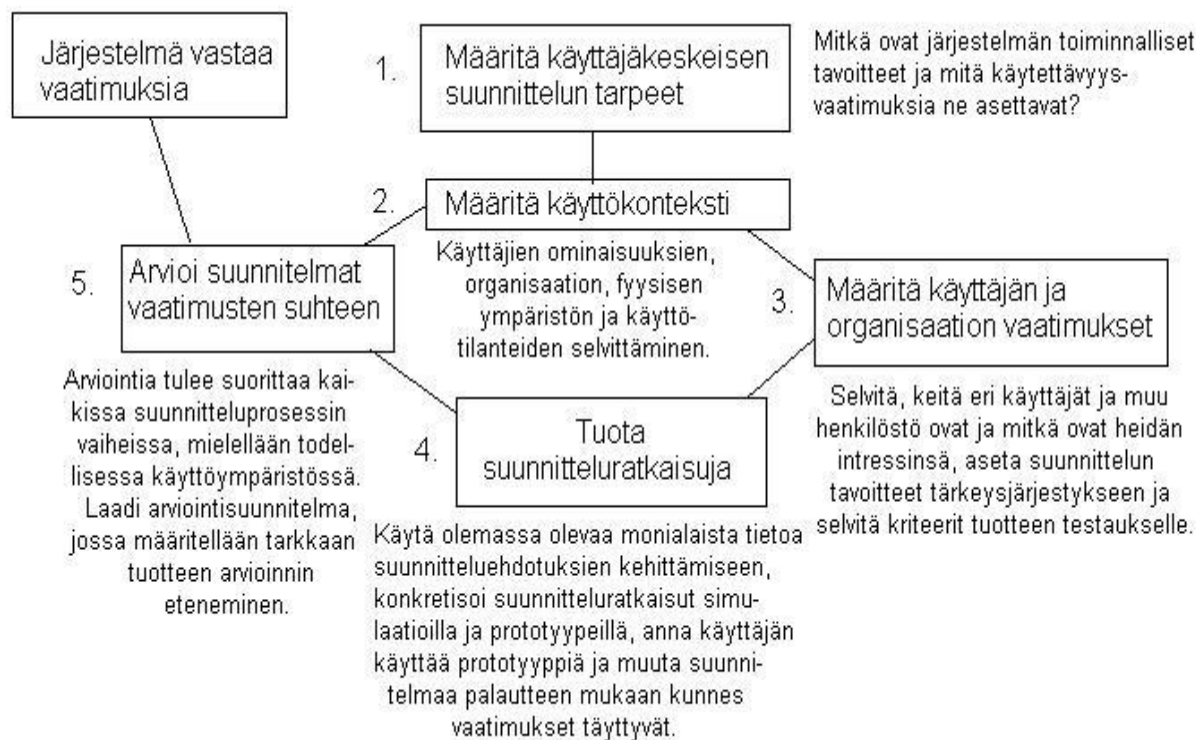 Järjestelmä vastaa
vaatimuksia
1.
Määritä käyttäjäkeskeisen
suunnittelun tarpeet
Mitkä ovat järjestelmän toiminnalliset
tavoitteet ja mitä käytettävyys-
vaatimuksia ne asettavat?
2.
Määritä käyttökonteksti
Käyttäjien ominaisuuksien,
organisaation, fyysisen
ympäristön ja käyttö-
tilanteiden selvittäminen.
3.
Määritä käyttäjän ja
organisaation vaatimukset
Selvitä, keitä eri käyttäjät ja muu
henkilöstö ovat ja mitkä ovat heidän
intressinsä, aseta suunnittelun
tavoitteet tärkeysjärjestykseen ja
selvitä kriteerit tuotteen testaukselle.
4.
Tuota
suunnitteluratkaisuja
Käytä olemassa olevaa monialaista tietoa
suunnitteluehdotuksien kehittämiseen,
konkretisoi suunnitteluratkaisut simu-
laatioilla ja prototyypeillä, anna käyttäjän
käyttää prototyyppiä ja muuta suunni-
telmaa palautteen mukaan kunnes
vaatimukset täyttyvät.
5.
Arvioi suunnitelmat
vaatimusten suhteen
Arviointia tulee suorittaa kai-
kissa suunnitteluprosessin
vaiheissa, mielellään todel-
lisessa käyttöympäristössä.
Laadi arviointisuunnitelma,
jossa määritellään tarkkaan
tuotteen arvioinnin
eteneminen.